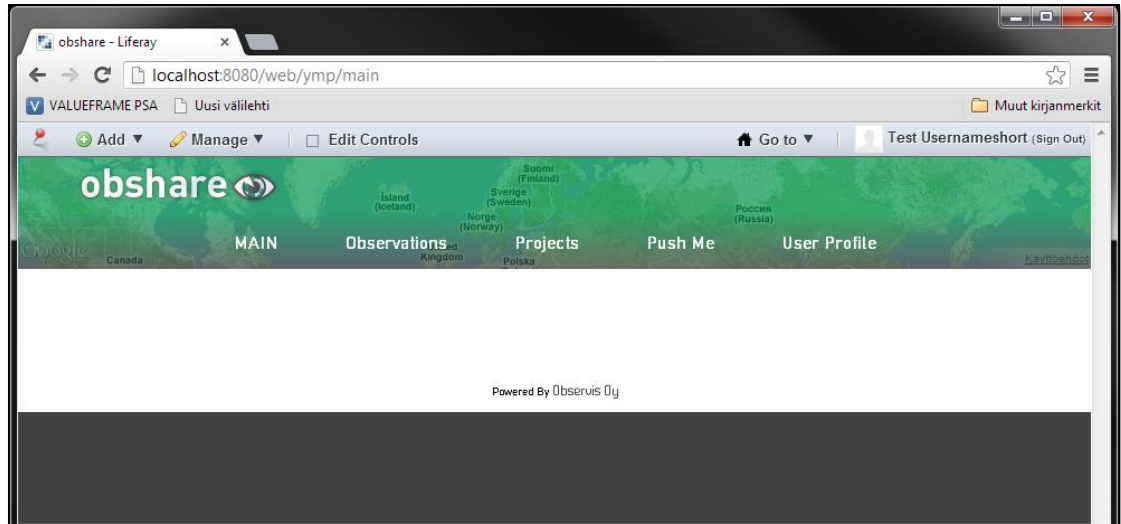 obshare - Liferay
localhost:8080/web/ymp/main
VALUEFRAME PSA Uusi välilehti Muut kirjanmerkit
Add Manage Edit Controls Go to Test Usernameshort (Sign Out)
obshare
Suomi
(Finland)
Ísland
(Iceland)
Sverige
(Sweden)
Norge
(Norway)
Россия
(Russia)
MAIN Observations Projects Push Me User Profile
Google
Canada
Kingdom
Polska
Käyttöehdot
Powered By Observis Oy